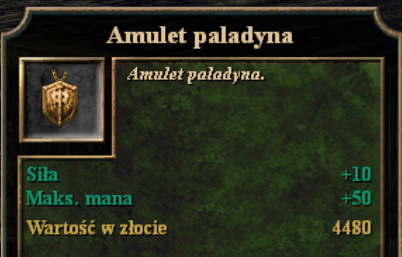 Amulet paladyna
Amulet paladyna.
Siła +10
Maks. mana +50
Wartość w złocie 4480